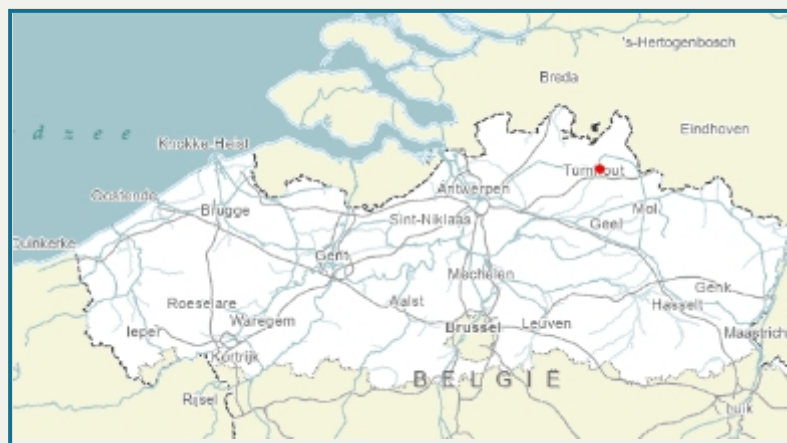 's-Hertogenbosch
Breda
Eindhoven
d z e e
Knokke-Heist
Turnhout
Oostende
Antwerpen
Brugge
Sint-Niklaas
Mol
Geel
Duinkerke
Gent
Mechelen
Genk
Roeselare
Aalst
Hasselt
Ieper
Waregem
Brussel
Leuven
Maastrich
Kortrijk
BELGIË
Rijsel
Luik